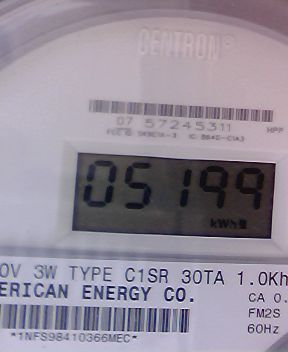 CENTRON®
07 57245311
HPP
05199
kWh
0V 3W TYPE C1SR 30TA 1.0Kh
ERICAN ENERGY CO.
CA 0.
FM2S
60Hz
*1NFS98410366MEC*